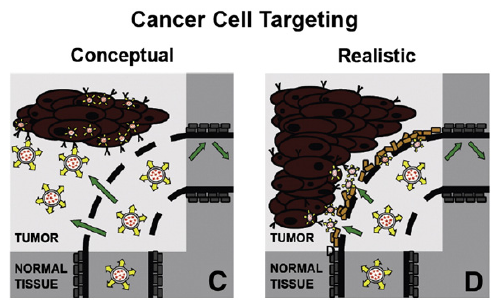 Cancer Cell Targeting
Conceptual
Realistic
TUMOR
NORMAL
TISSUE
C
TUMOR
NORMAL
TISSUE
D